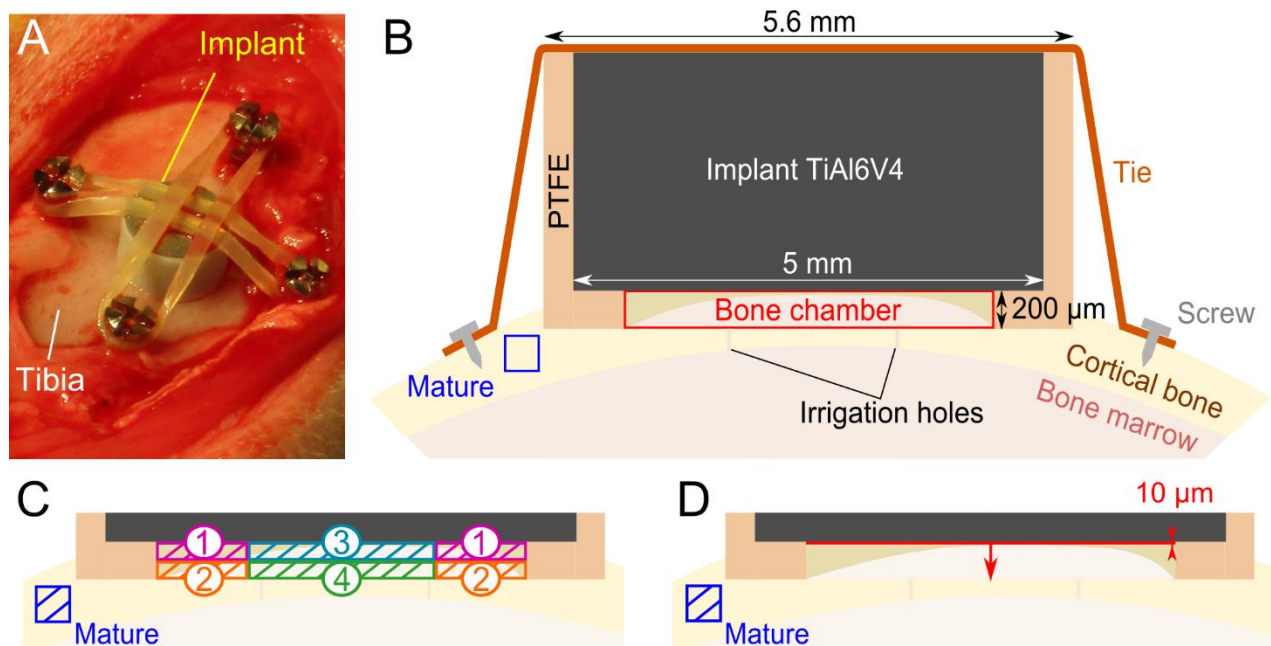 A
Implant
Tibia
B
5.6 mm
PTFE
Implant TiAl6V4
Tie
5 mm
Bone chamber
200 µm
Screw
Mature
Irrigation holes
Cortical bone
Bone marrow
C
1
3
1
2
4
2
Mature
D
10 µm
Mature